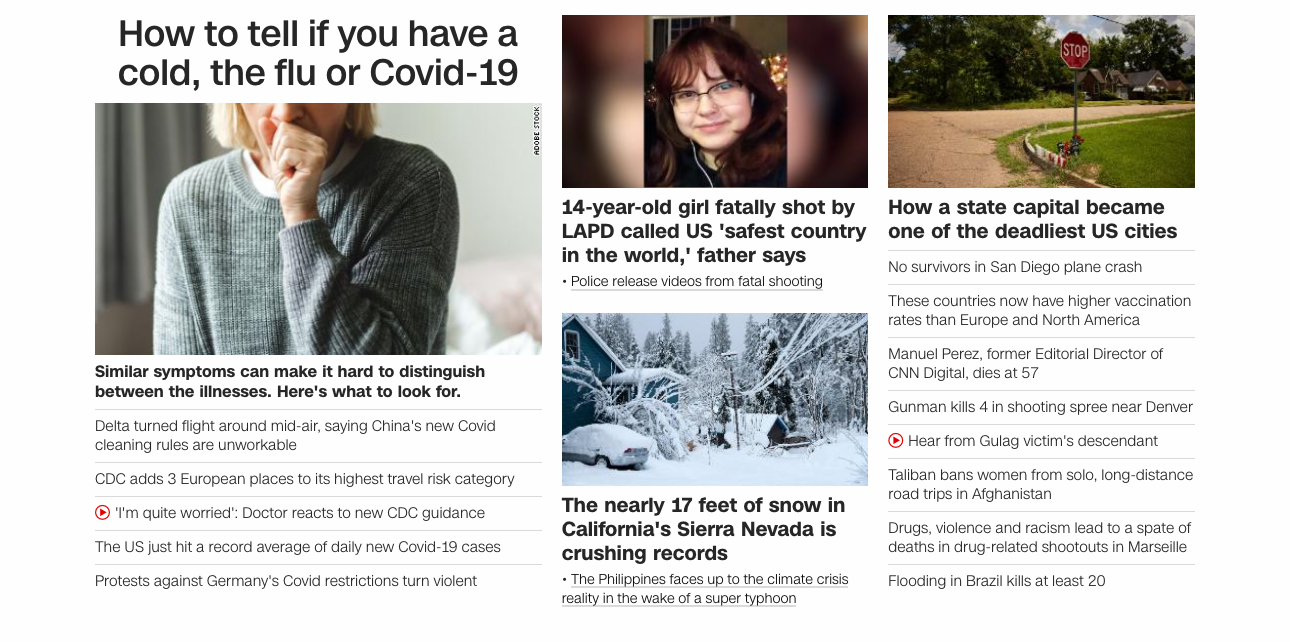 How to tell if you have a
cold, the flu or Covid-19
ADOBE STOCK
Similar symptoms can make it hard to distinguish
between the illnesses. Here's what to look for.
Delta turned flight around mid-air, saying China's new Covid
cleaning rules are unworkable
CDC adds 3 European places to its highest travel risk category
'I'm quite worried': Doctor reacts to new CDC guidance
The US just hit a record average of daily new Covid-19 cases
Protests against Germany's Covid restrictions turn violent
14-year-old girl fatally shot by
LAPD called US 'safest country
in the world,' father says
• Police release videos from fatal shooting
The nearly 17 feet of snow in
California's Sierra Nevada is
crushing records
• The Philippines faces up to the climate crisis
reality in the wake of a super typhoon
STOP
How a state capital became
one of the deadliest US cities
No survivors in San Diego plane crash
These countries now have higher vaccination
rates than Europe and North America
Manuel Perez, former Editorial Director of
CNN Digital, dies at 57
Gunman kills 4 in shooting spree near Denver
Hear from Gulag victim's descendant
Taliban bans women from solo, long-distance
road trips in Afghanistan
Drugs, violence and racism lead to a spate of
deaths in drug-related shootouts in Marseille
Flooding in Brazil kills at least 20